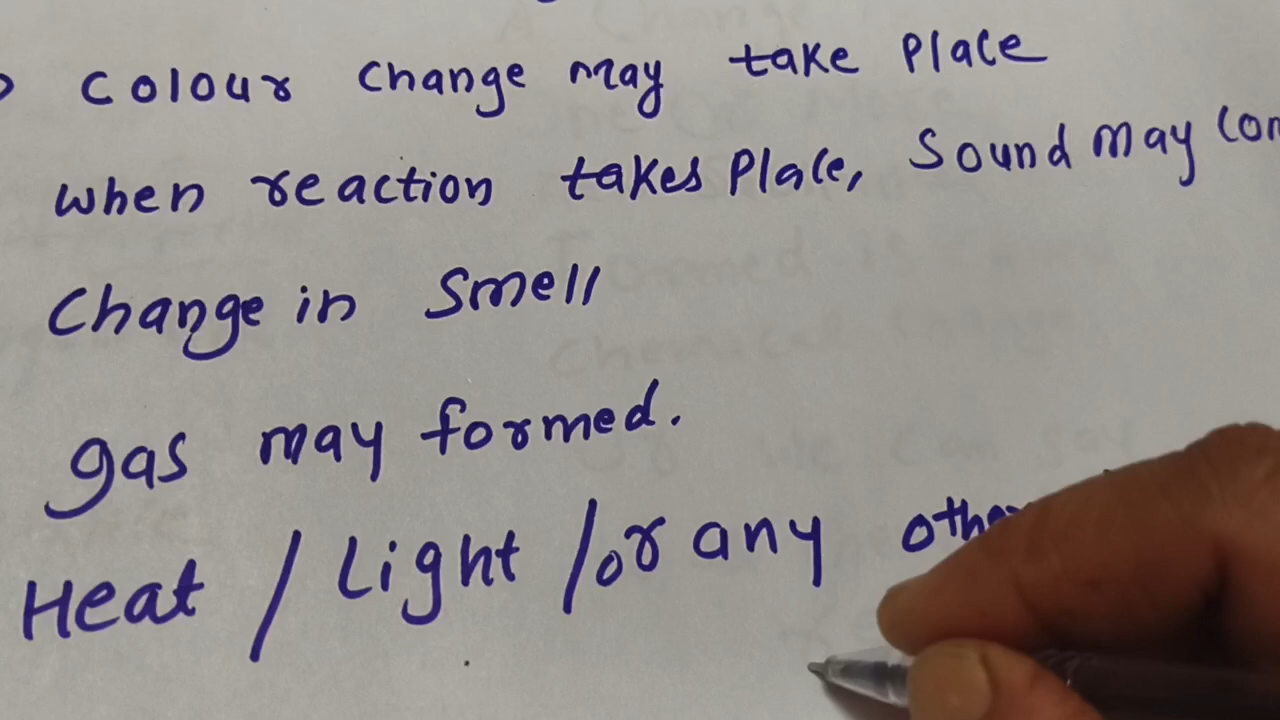 Colour change may take place
when reaction takes place, Sound may
Change in Smell
gas may formed.
Heat / Light / or any other